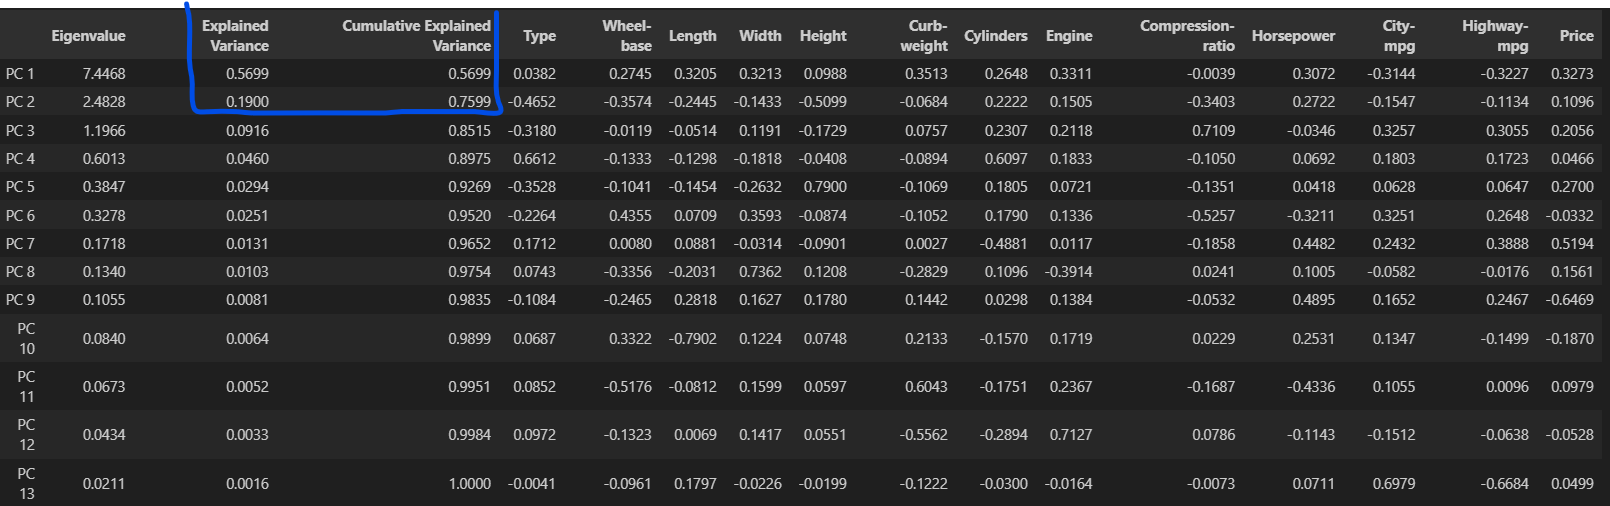 Eigenvalue Explained Variance Cumulative Explained Variance Type Wheel-base Length Width Height Curb-weight Cylinders Engine Compression-ratio Horsepower City-mpg Highway-mpg Price
PC 1 7.4468 0.5699 0.5699 0.0382 0.2745 0.3205 0.3213 0.0988 0.3513 0.2648 0.3311 -0.0039 0.3072 -0.3144 -0.3227 0.3273
PC 2 2.4828 0.1900 0.7599 -0.4652 -0.3574 -0.2445 -0.1433 -0.5099 -0.0684 0.2222 0.1505 -0.3403 0.2722 -0.1547 -0.1134 0.1096
PC 3 1.1966 0.0916 0.8515 -0.3180 -0.0119 -0.0514 0.1191 -0.1729 0.0757 0.2307 0.2118 0.7109 -0.0346 0.3257 0.3055 0.2056
PC 4 0.6013 0.0460 0.8975 0.6612 -0.1333 -0.1298 -0.1818 -0.0408 -0.0894 0.6097 0.1833 -0.1050 0.0692 0.1803 0.1723 0.0466
PC 5 0.3847 0.0294 0.9269 -0.3528 -0.1041 -0.1454 -0.2632 0.7900 -0.1069 0.1805 0.0721 -0.1351 0.0418 0.0628 0.0647 0.2700
PC 6 0.3278 0.0251 0.9520 -0.2264 0.4355 0.0709 0.3593 -0.0874 -0.1052 0.1790 0.1336 -0.5257 -0.3211 0.3251 0.2648 -0.0332
PC 7 0.1718 0.0131 0.9652 0.1712 0.0080 0.0881 -0.0314 -0.0901 0.0027 -0.4881 0.0117 -0.1858 0.4482 0.2432 0.3888 0.5194
PC 8 0.1340 0.0103 0.9754 0.0743 -0.3356 -0.2031 0.7362 0.1208 -0.2829 0.1096 -0.3914 0.0241 0.1005 -0.0582 -0.0176 0.1561
PC 9 0.1055 0.0081 0.9835 -0.1084 -0.2465 0.2818 0.1627 0.1780 0.1442 0.0298 0.1384 -0.0532 0.4895 0.1652 0.2467 -0.6469
PC 10 0.0840 0.0064 0.9899 0.0687 0.3322 -0.7902 0.1224 0.0748 0.2133 -0.1570 0.1719 0.0229 0.2531 0.1347 -0.1499 -0.1870
PC 11 0.0673 0.0052 0.9951 0.0852 -0.5176 -0.0812 0.1599 0.0597 0.6043 -0.1751 0.2367 -0.1687 -0.4336 0.1055 0.0096 0.0979
PC 12 0.0434 0.0033 0.9984 0.0972 -0.1323 0.0069 0.1417 0.0551 -0.5562 -0.2894 0.7127 0.0786 -0.1143 -0.1512 -0.0638 -0.0528
PC 13 0.0211 0.0016 1.0000 -0.0041 -0.0961 0.1797 -0.0226 -0.0199 -0.1222 -0.0300 -0.0164 -0.0073 0.0711 0.6979 -0.6684 0.0499